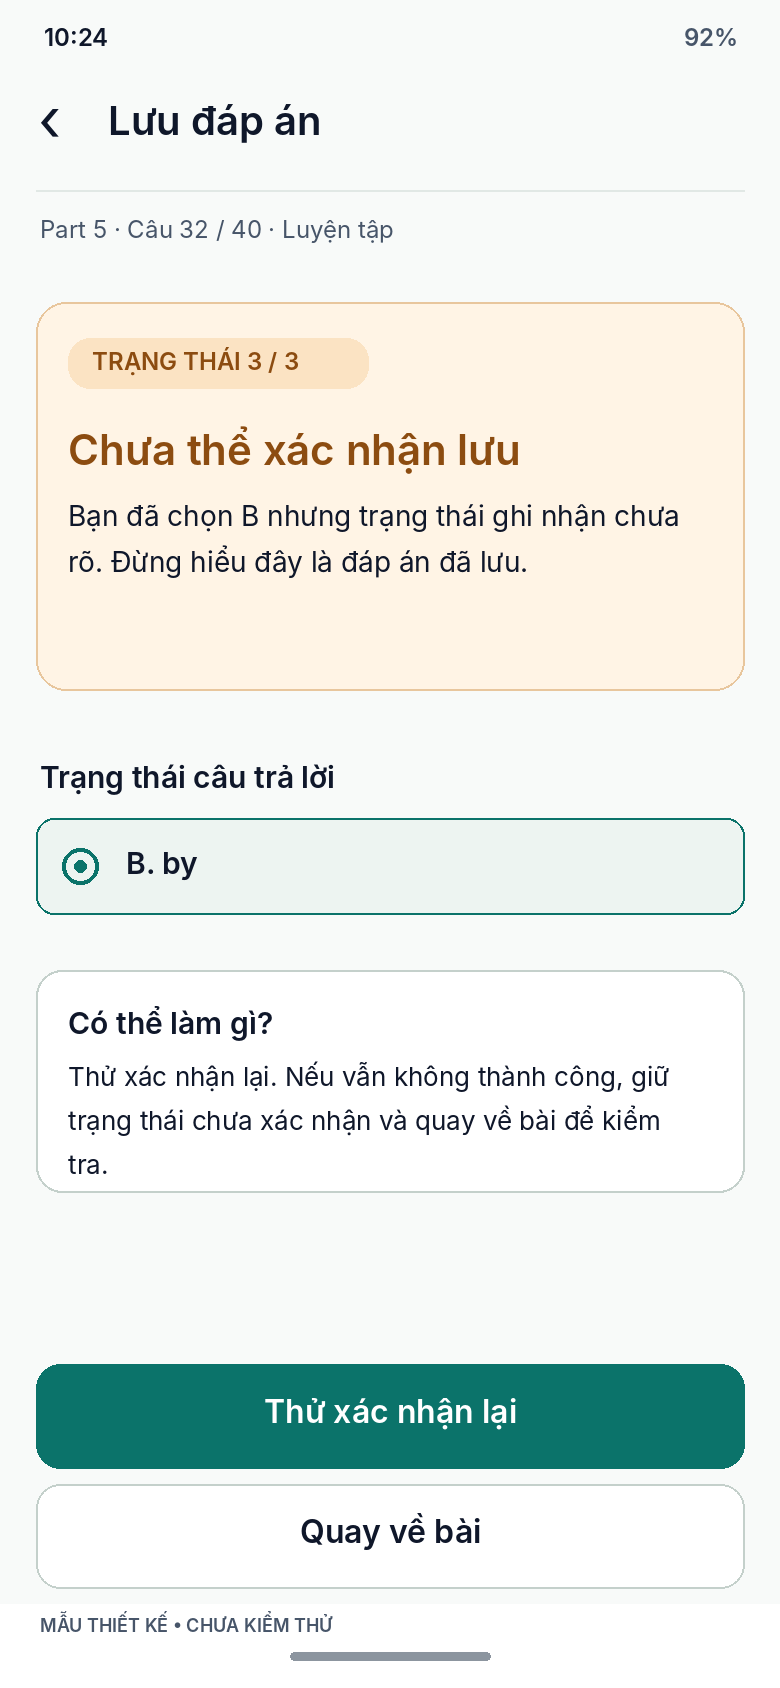 10:24
92%
Lưu đáp án
Part 5 · Câu 32 / 40 · Luyện tập
TRẠNG THÁI 3 / 3
Chưa thể xác nhận lưu
Bạn đã chọn B nhưng trạng thái ghi nhận chưa
rõ. Đừng hiểu đây là đáp án đã lưu.
Trạng thái câu trả lời
B. by
Có thể làm gì?
Thử xác nhận lại. Nếu vẫn không thành công, giữ
trạng thái chưa xác nhận và quay về bài để kiểm
tra.
Thử xác nhận lại
Quay về bài
MẪU THIẾT KẾ • CHƯA KIỂM THỬ